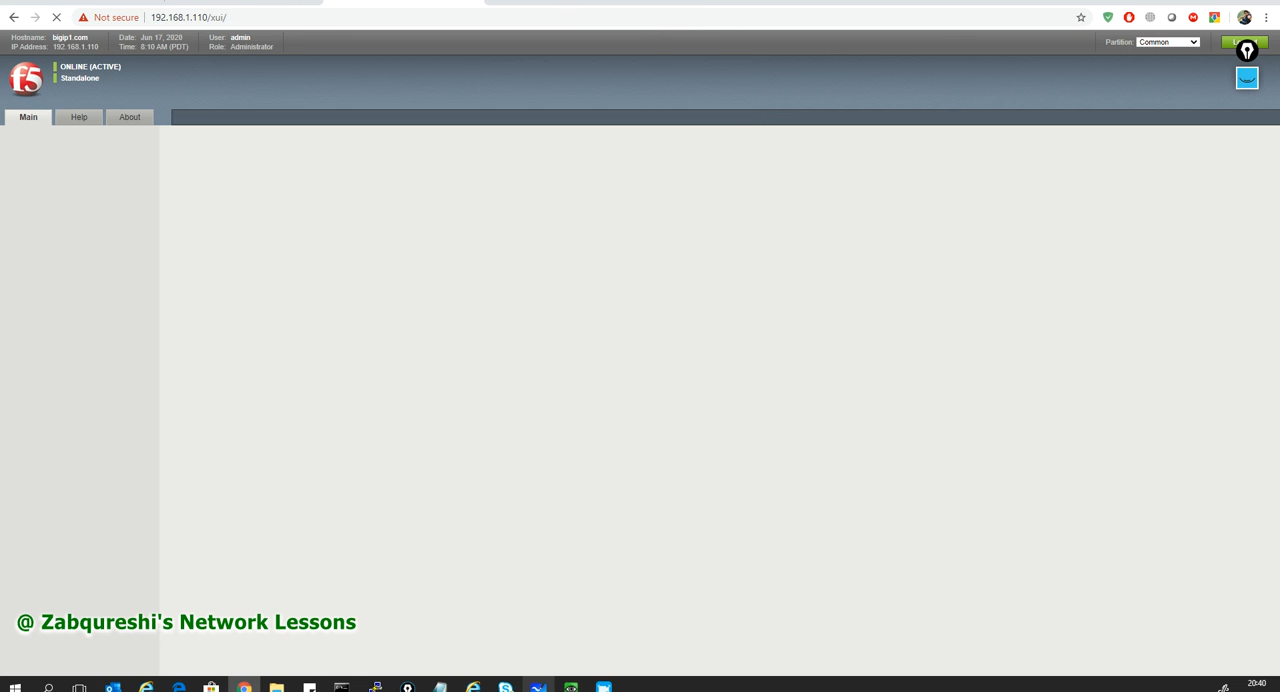 Not secure
192.168.1.110/xui/
Hostname: bigip1.com
Date: Jun 17, 2020
User: admin
IP Address: 192.168.1.110
Time: 8:10 AM (PDT)
Role: Administrator
Partition: Common
f5
ONLINE (ACTIVE)
Standalone
Main
Help
About
@ Zabqureshi's Network Lessons
20:40